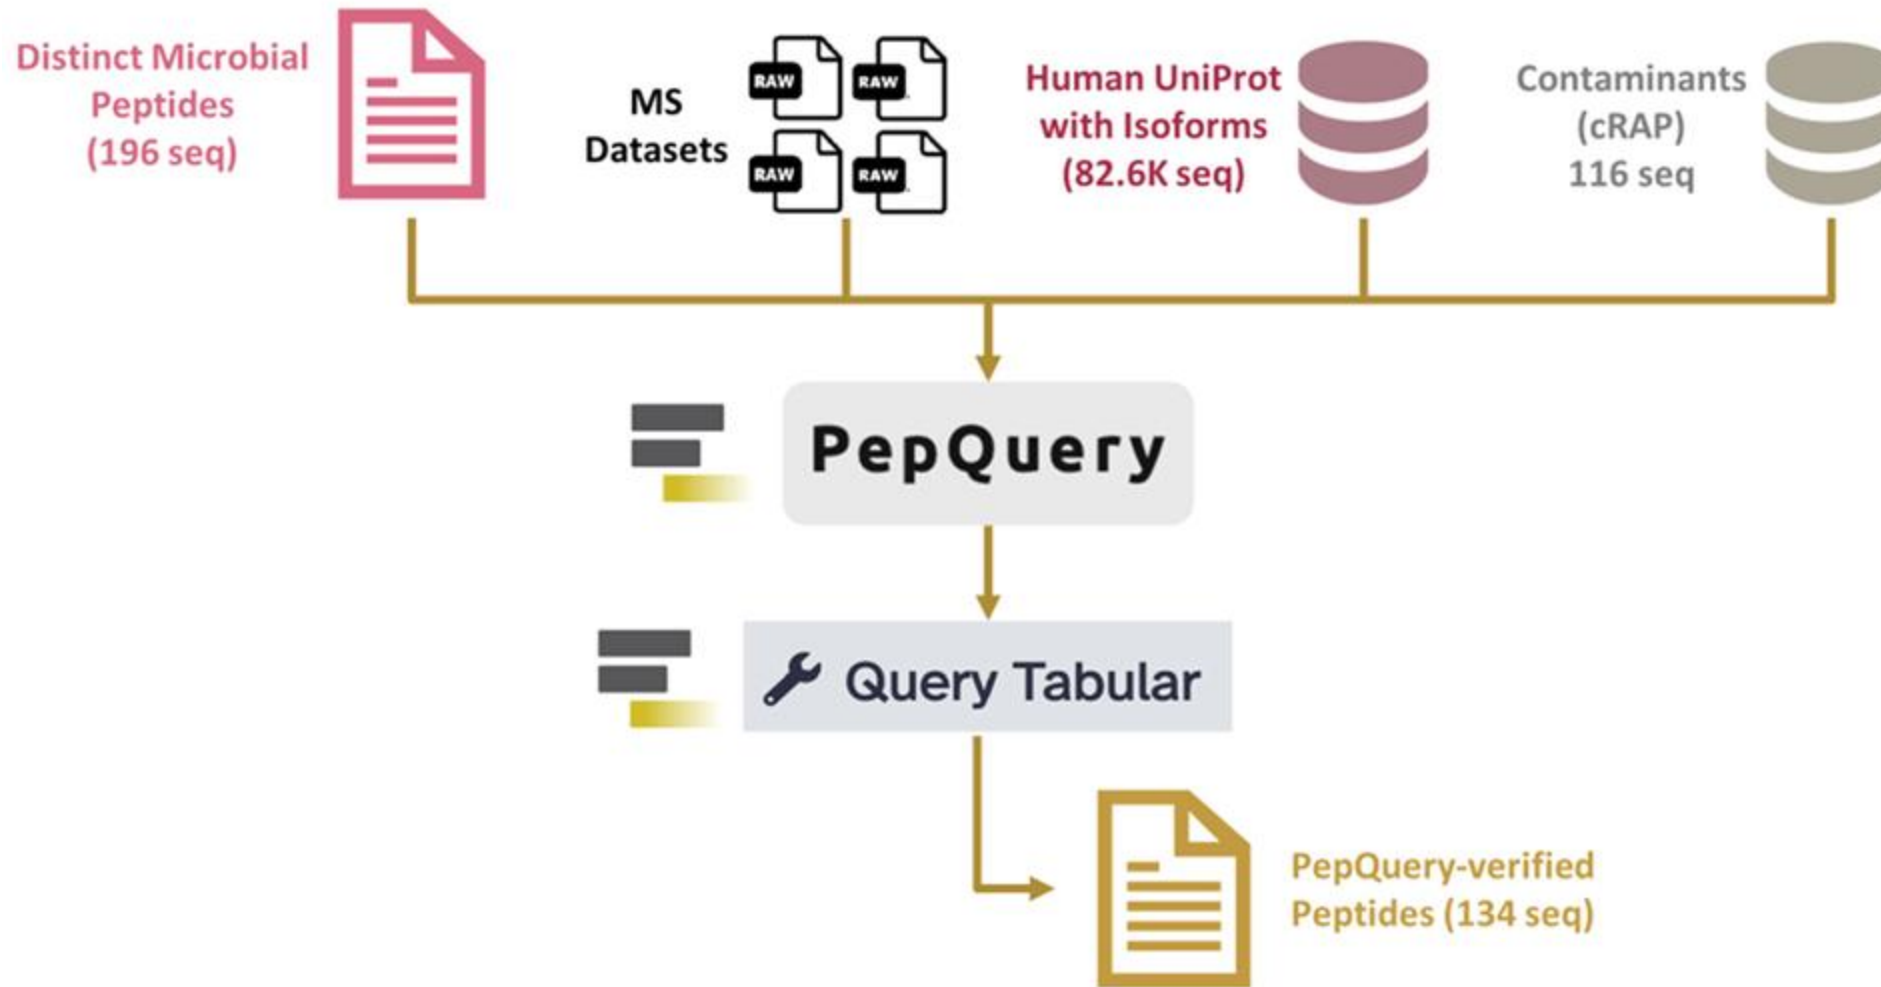 Distinct Microbial
Peptides
(196 seq)
MS
Datasets
RAW
RAW
RAW
RAW
Human UniProt
with Isoforms
(82.6K seq)
Contaminants
(cRAP)
116 seq
PepQuery
Query Tabular
PepQuery-verified
Peptides (134 seq)